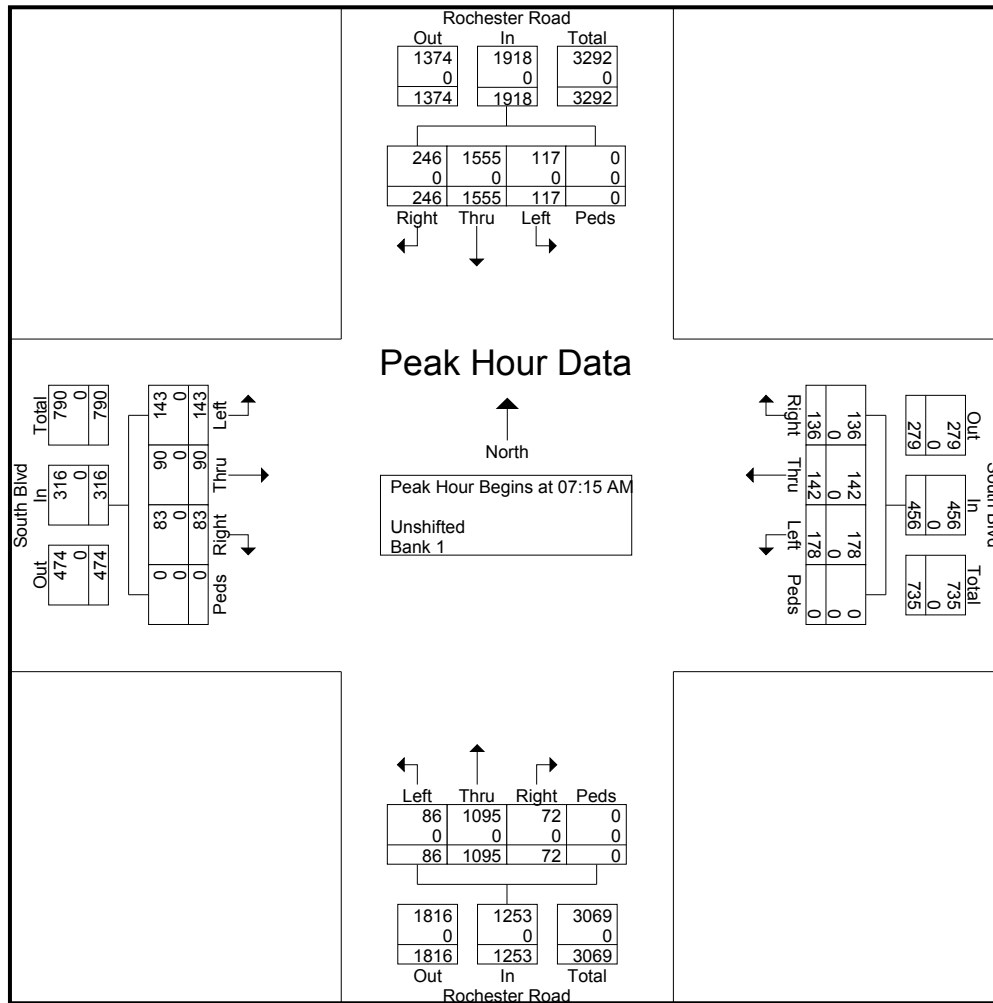 Rochester Road
Out In Total
1374 1918 3292
0 0 0
1374 1918 3292
246 1555 117 0
0 0 0 0
246 1555 117 0
Right Thru Left Peds
Peak Hour Data
North
Peak Hour Begins at 07:15 AM
Unshifted
Bank 1
South Blvd
Out In Total
474 316 790
0 0 0
474 316 790
Left Thru Right Peds
143 90 83 0
0 0 0 0
143 90 83 0
South Blvd
Out In Total
279 456 735
0 0 0
279 456 735
Right Thru Left Peds
136 142 178 0
0 0 0 0
136 142 178 0
Left Thru Right Peds
86 1095 72 0
0 0 0 0
86 1095 72 0
1816 1253 3069
0 0 0
1816 1253 3069
Out In Total
Rochester Road